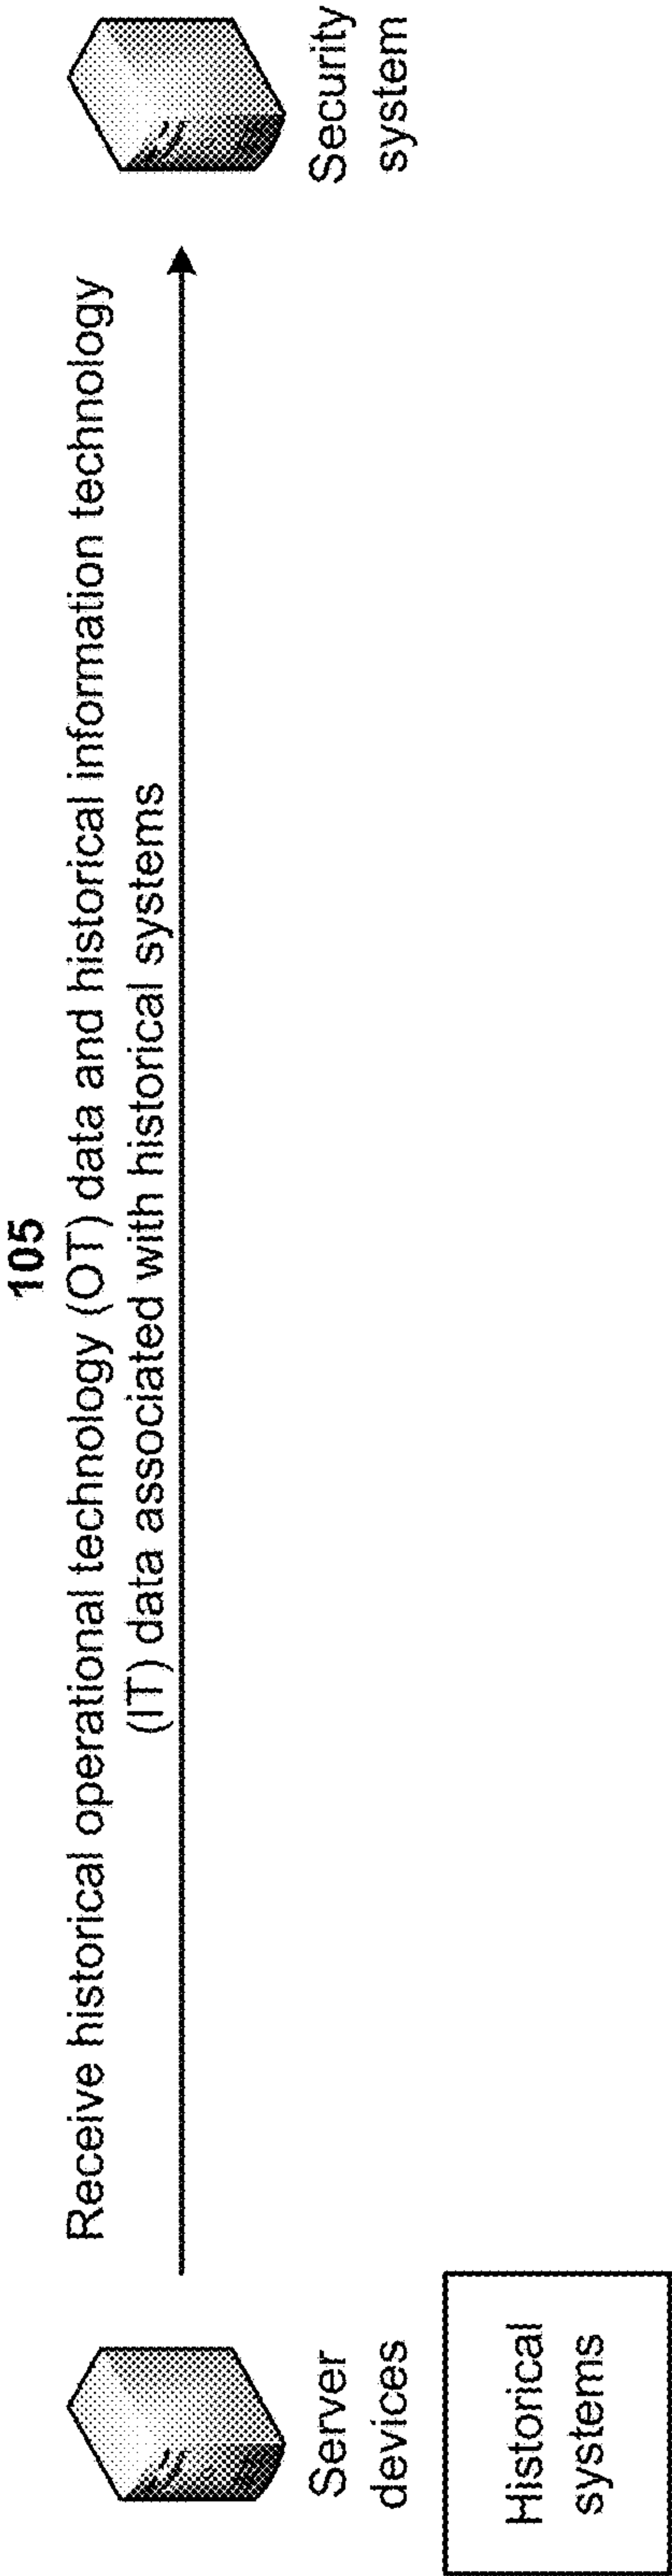 105
Receive historical operational technology (OT) data and historical information technology
(IT) data associated with historical systems
Server
devices
Security
system
Historical
systems